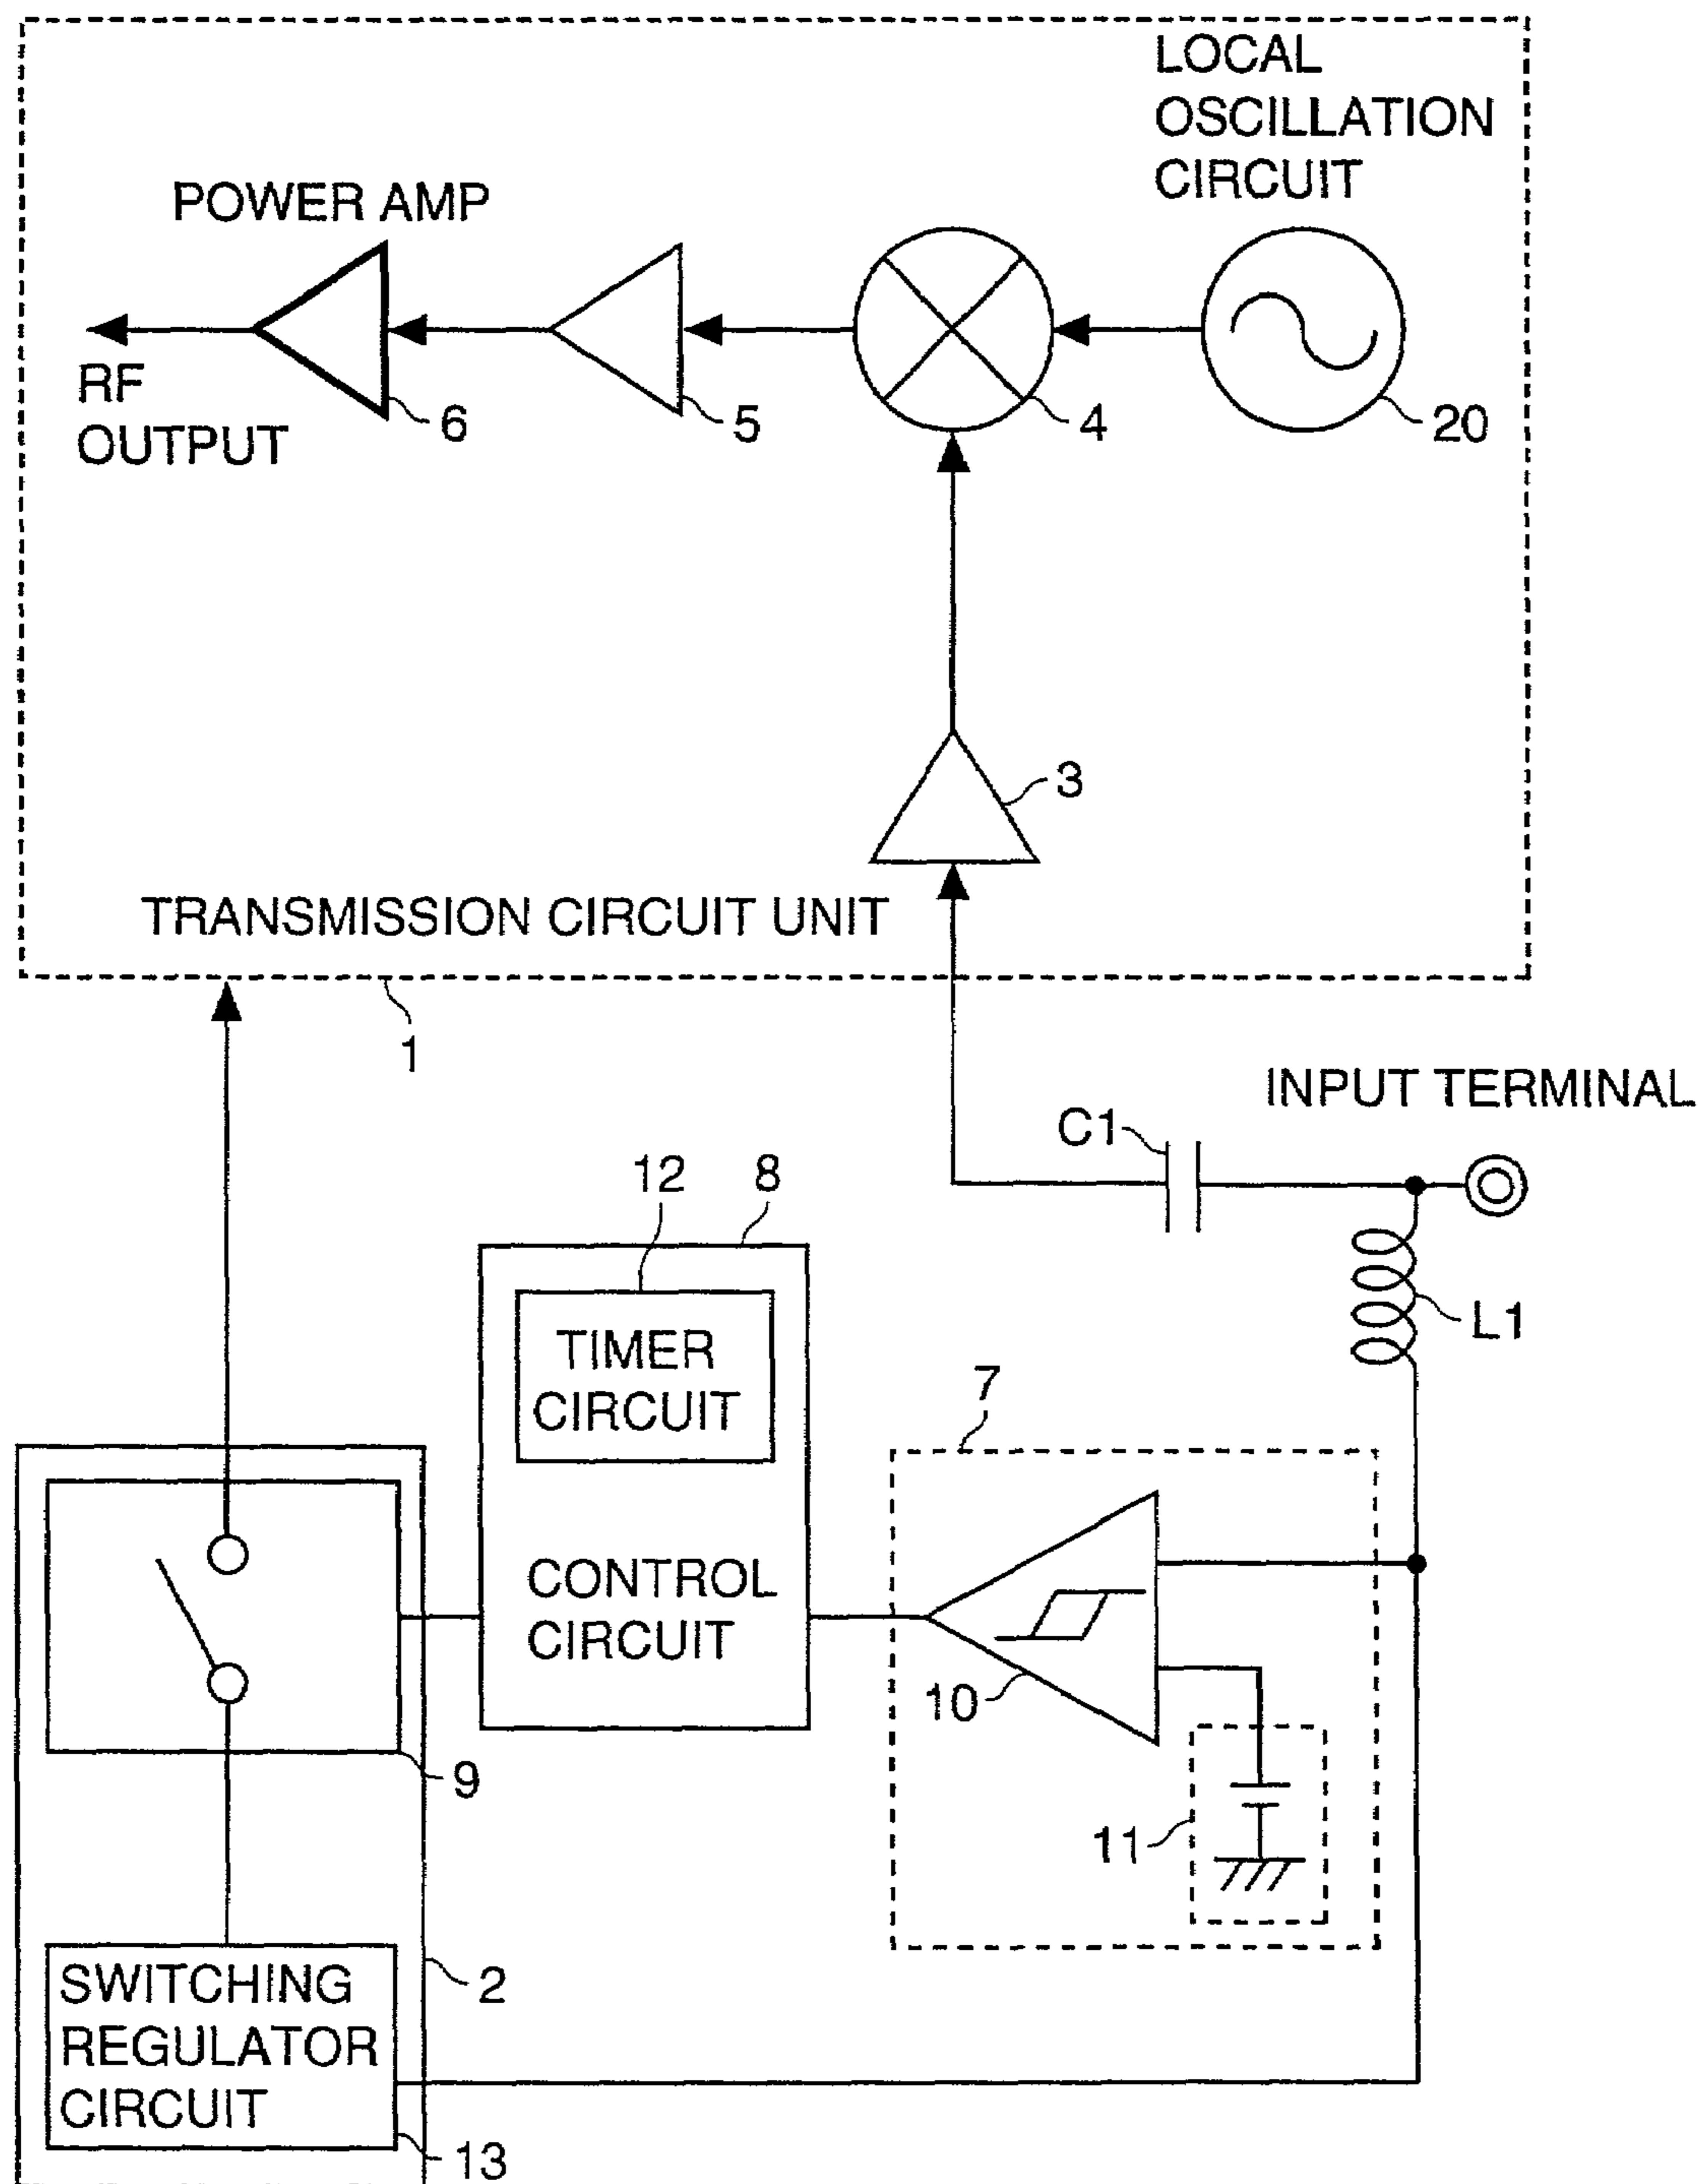 LOCAL
OSCILLATION
CIRCUIT
POWER AMP
RF
OUTPUT
6
5
4
20
3
TRANSMISSION CIRCUIT UNIT
1
INPUT TERMINAL
C1
12
8
L1
TIMER
CIRCUIT
7
CONTROL
CIRCUIT
10
9
11
2
SWITCHING
REGULATOR
CIRCUIT
13